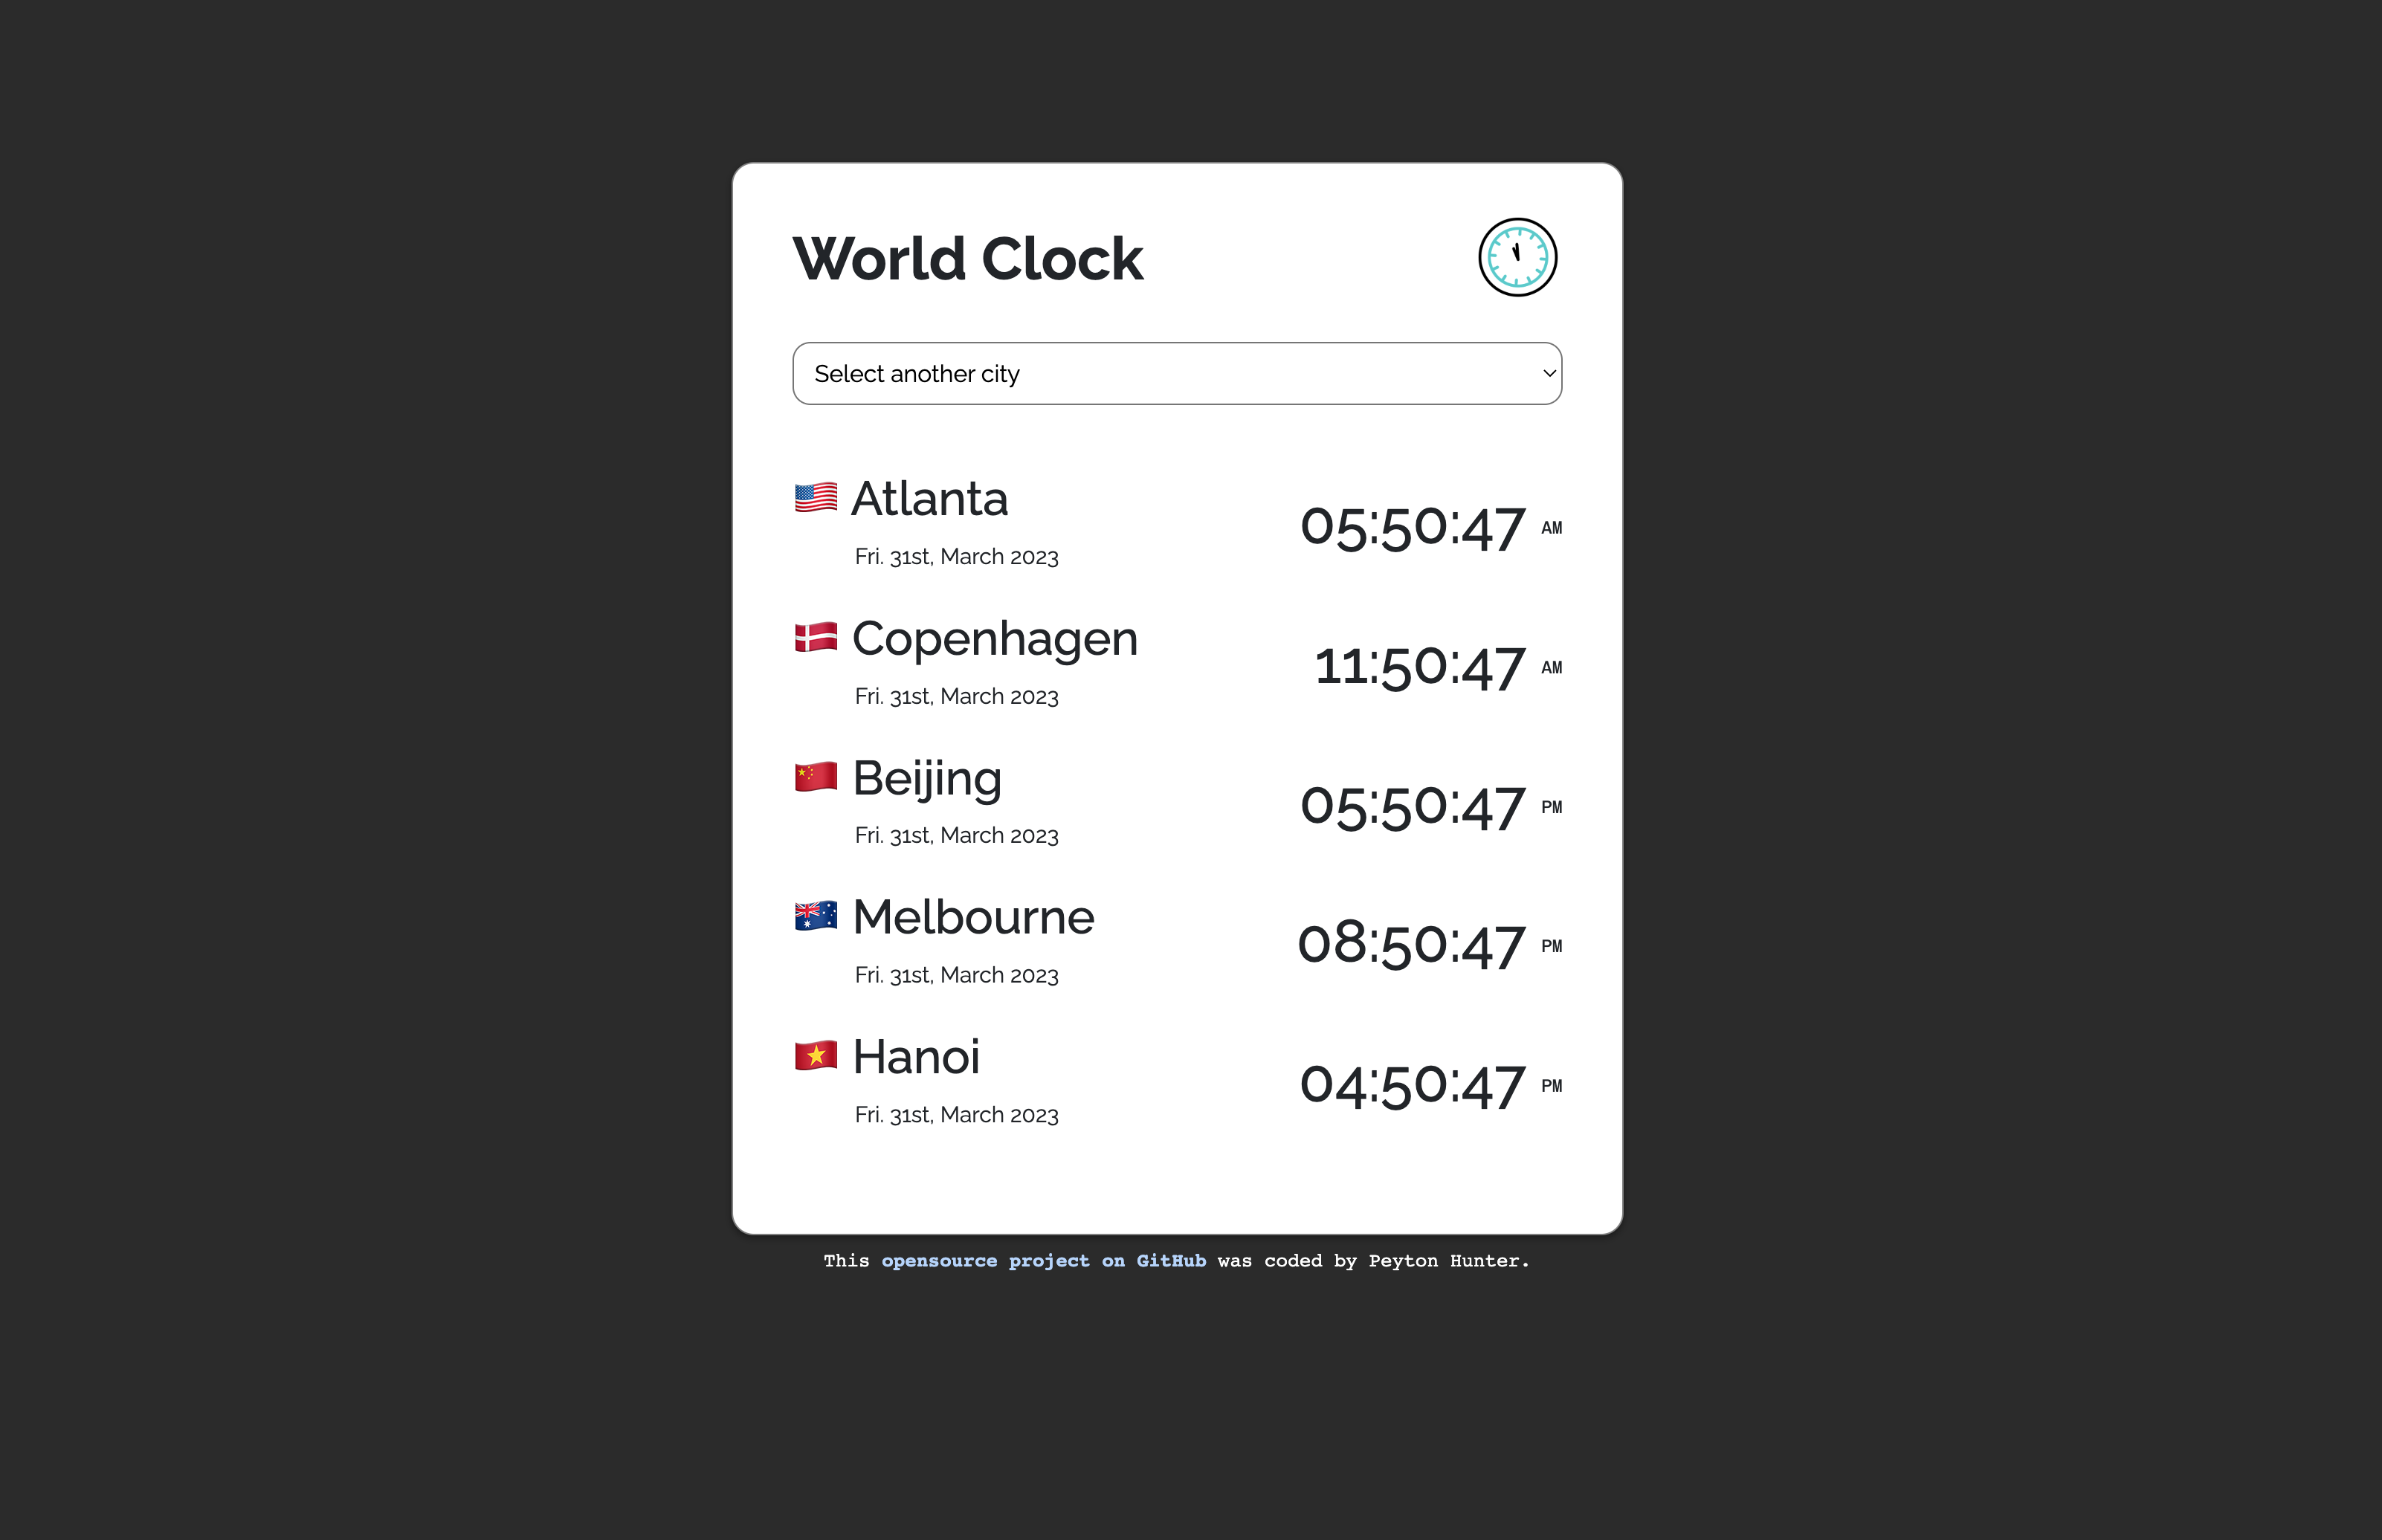 World Clock
Select another city
Atlanta
05:50:47 AM
Fri. 31st, March 2023
Copenhagen
11:50:47 AM
Fri. 31st, March 2023
Beijing
05:50:47 PM
Fri. 31st, March 2023
Melbourne
08:50:47 PM
Fri. 31st, March 2023
Hanoi
04:50:47 PM
Fri. 31st, March 2023
This opensource project on GitHub was coded by Peyton Hunter.